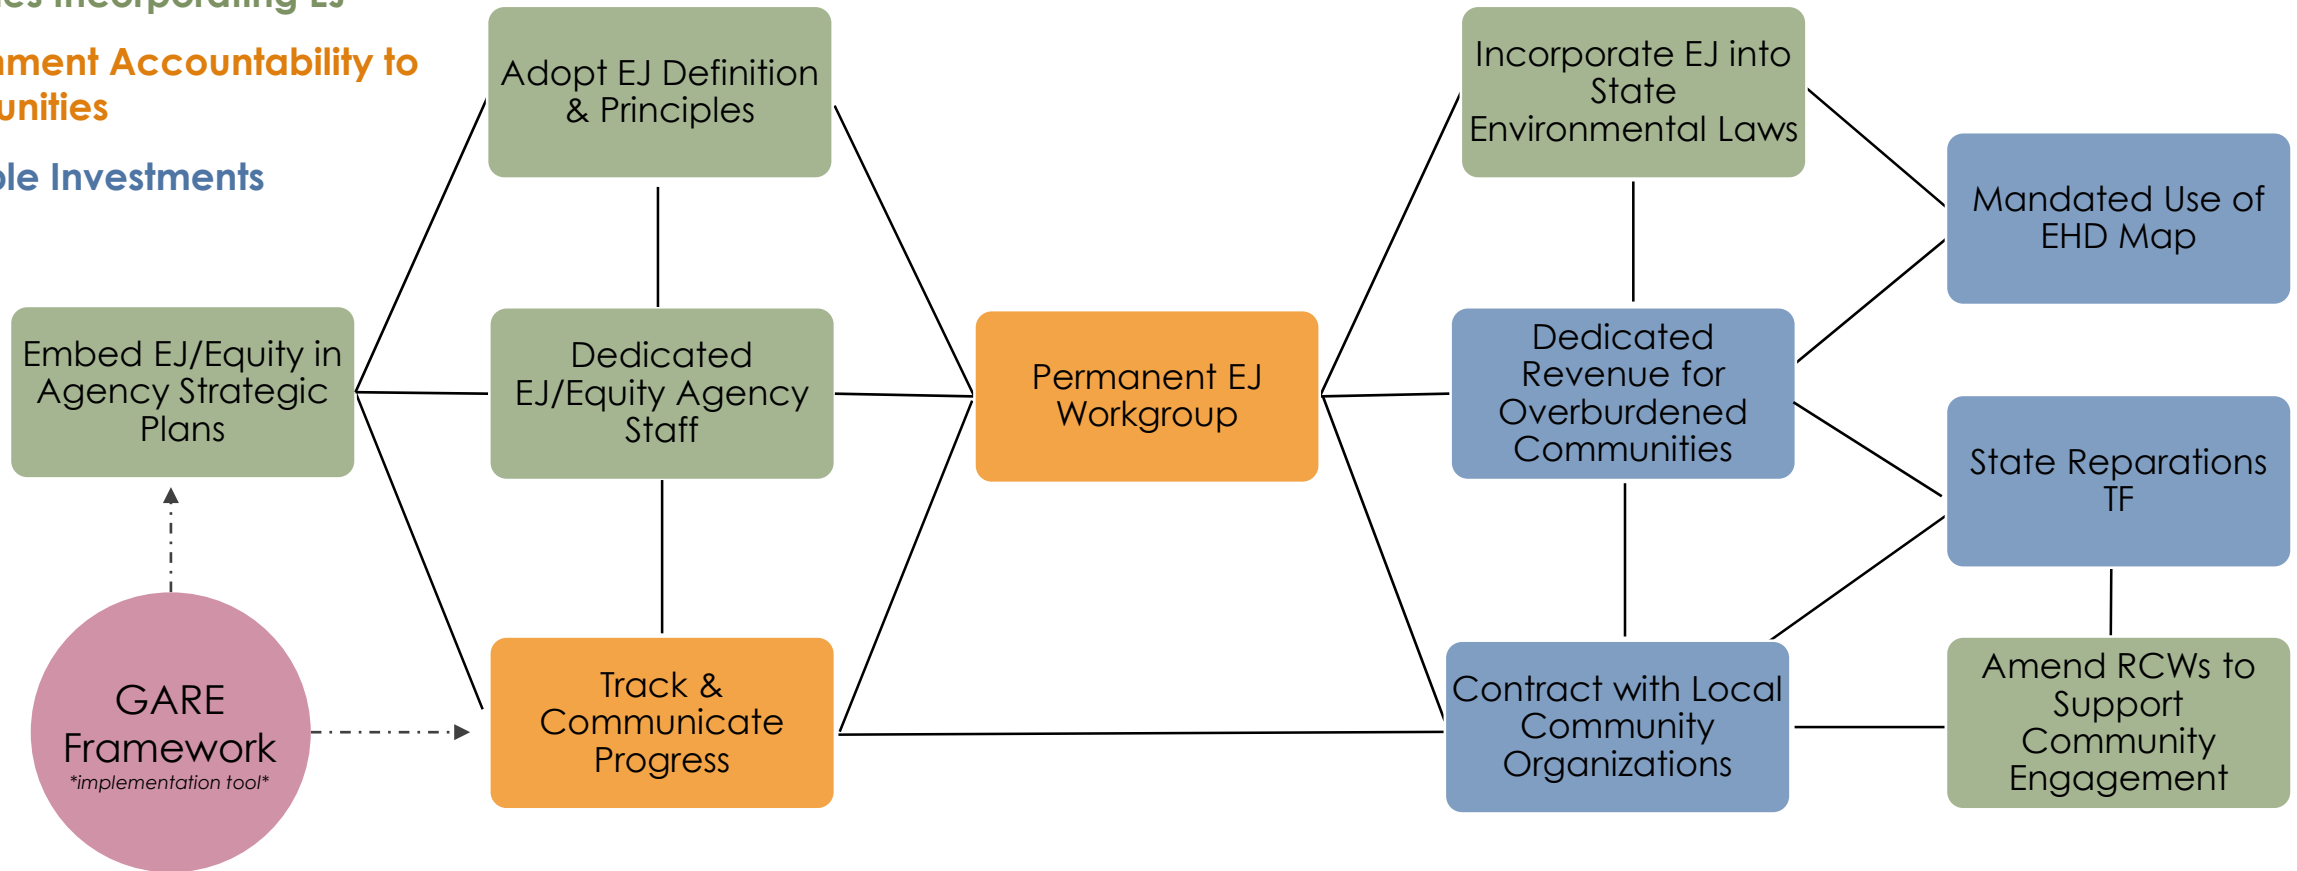 Incorporating EJ
Accountability to
Investments
Adopt EJ Definition
& Principles
Incorporate EJ into
State
Environmental Laws
Mandated Use of
EHD Map
Embed EJ/Equity in
Agency Strategic
Plans
Dedicated
EJ/Equity Agency
Staff
Permanent EJ
Workgroup
Dedicated
Revenue for
Overburdened
Communities
State Reparations
TF
GARE
Framework
*implementation tool*
Track &
Communicate
Progress
Contract with Local
Community
Organizations
Amend RCWs to
Support
Community
Engagement